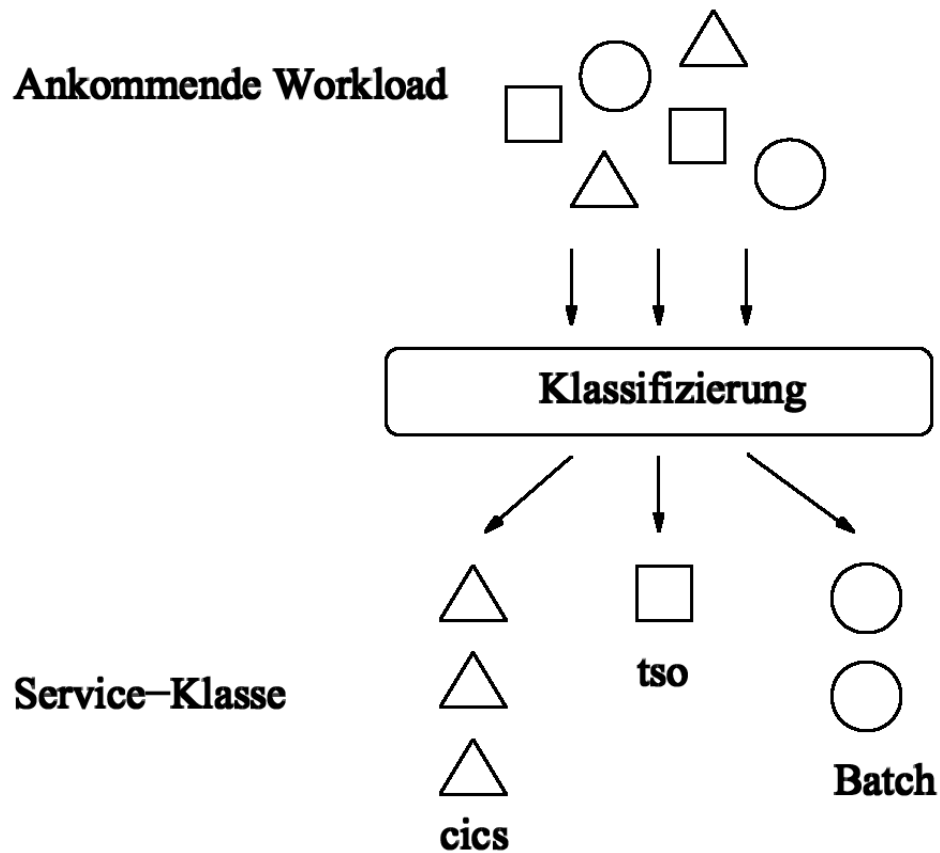 Ankommende Workload
Klassifizierung
Service–Klasse
tso
Batch
cics